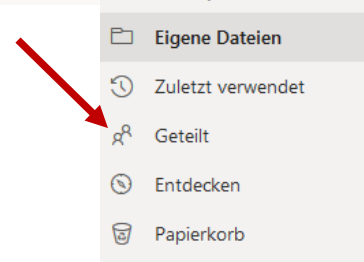 Eigene Dateien
Zuletzt verwendet
Geteilt
Entdecken
Papierkorb